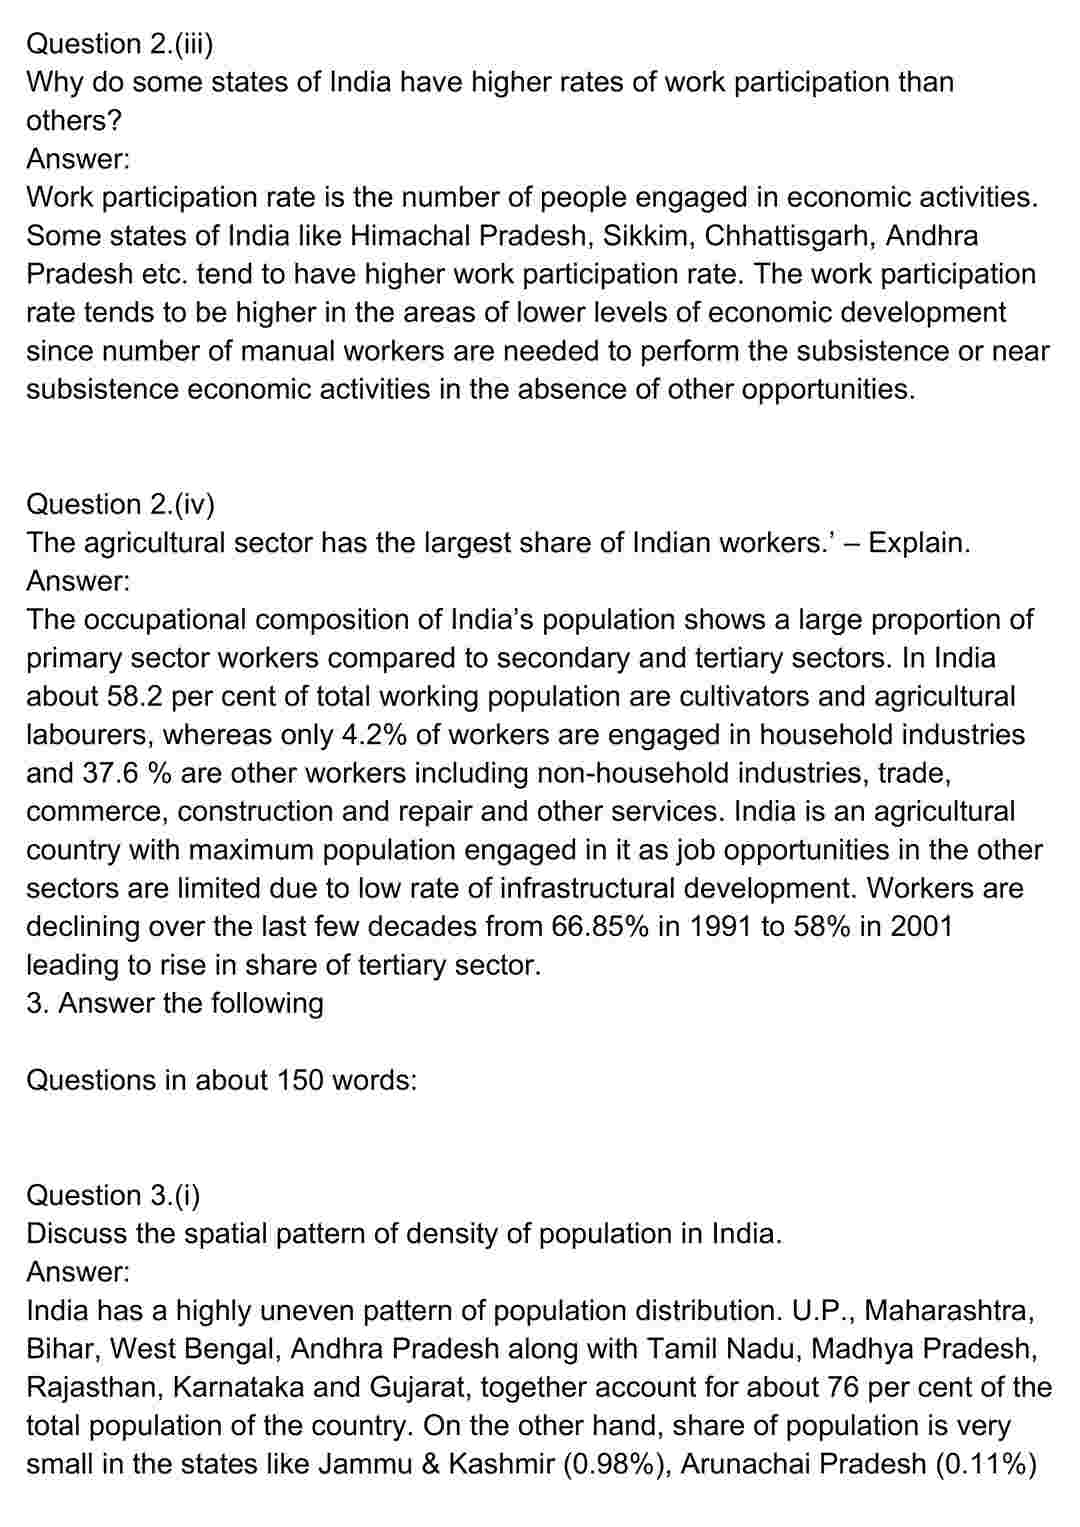 Question 2.(iii)
Why do some states of India have higher rates of work participation than
others?
Answer:
Work participation rate is the number of people engaged in economic activities.
Some states of India like Himachal Pradesh, Sikkim, Chhattisgarh, Andhra
Pradesh etc. tend to have higher work participation rate. The work participation
rate tends to be higher in the areas of lower levels of economic development
since number of manual workers are needed to perform the subsistence or near
subsistence economic activities in the absence of other opportunities.
Question 2.(iv)
The agricultural sector has the largest share of Indian workers.’ – Explain.
Answer:
The occupational composition of India’s population shows a large proportion of
primary sector workers compared to secondary and tertiary sectors. In India
about 58.2 per cent of total working population are cultivators and agricultural
labourers, whereas only 4.2% of workers are engaged in household industries
and 37.6 % are other workers including non-household industries, trade,
commerce, construction and repair and other services. India is an agricultural
country with maximum population engaged in it as job opportunities in the other
sectors are limited due to low rate of infrastructural development. Workers are
declining over the last few decades from 66.85% in 1991 to 58% in 2001
leading to rise in share of tertiary sector.
3. Answer the following
Questions in about 150 words:
Question 3.(i)
Discuss the spatial pattern of density of population in India.
Answer:
India has a highly uneven pattern of population distribution. U.P., Maharashtra,
Bihar, West Bengal, Andhra Pradesh along with Tamil Nadu, Madhya Pradesh,
Rajasthan, Karnataka and Gujarat, together account for about 76 per cent of the
total population of the country. On the other hand, share of population is very
small in the states like Jammu & Kashmir (0.98%), Arunachai Pradesh (0.11%)